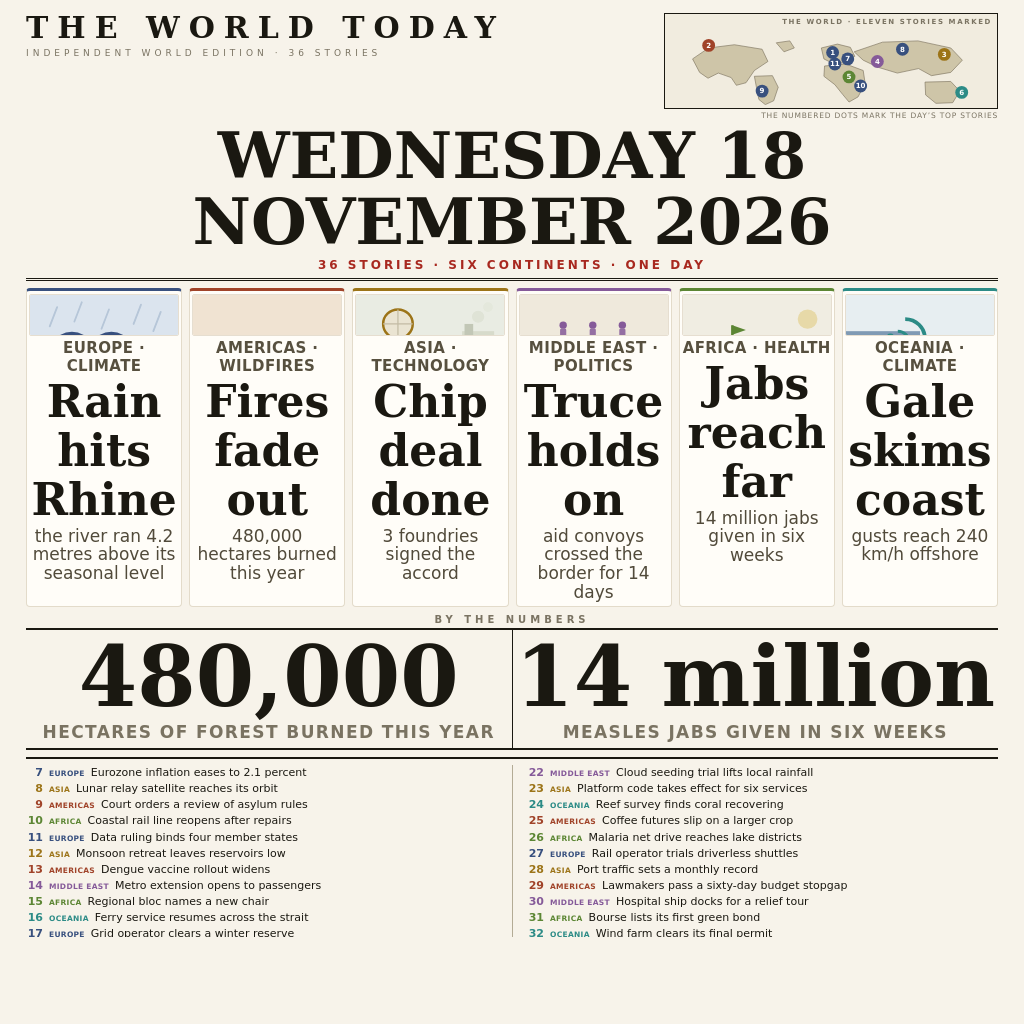 THE WORLD TODAY
INDEPENDENT WORLD EDITION · 36 STORIES
THE WORLD · ELEVEN STORIES MARKED
2
1
7
11
8
3
4
5
9
10
6
THE NUMBERED DOTS MARK THE DAY'S TOP STORIES
WEDNESDAY 18
NOVEMBER 2026
36 STORIES · SIX CONTINENTS · ONE DAY
EUROPE ·
CLIMATE
Rain
hits
Rhine
the river ran 4.2
metres above its
seasonal level
AMERICAS ·
WILDFIRES
Fires
fade
out
480,000
hectares burned
this year
ASIA ·
TECHNOLOGY
Chip
deal
done
3 foundries
signed the
accord
MIDDLE EAST ·
POLITICS
Truce
holds
on
aid convoys
crossed the
border for 14
days
AFRICA · HEALTH
Jabs
reach
far
14 million jabs
given in six
weeks
OCEANIA ·
CLIMATE
Gale
skims
coast
gusts reach 240
km/h offshore
BY THE NUMBERS
480,000
HECTARES OF FOREST BURNED THIS YEAR
14 million
MEASLES JABS GIVEN IN SIX WEEKS
7 EUROPE Eurozone inflation eases to 2.1 percent
8 ASIA Lunar relay satellite reaches its orbit
9 AMERICAS Court orders a review of asylum rules
10 AFRICA Coastal rail line reopens after repairs
11 EUROPE Data ruling binds four member states
12 ASIA Monsoon retreat leaves reservoirs low
13 AMERICAS Dengue vaccine rollout widens
14 MIDDLE EAST Metro extension opens to passengers
15 AFRICA Regional bloc names a new chair
16 OCEANIA Ferry service resumes across the strait
17 EUROPE Grid operator clears a winter reserve
22 MIDDLE EAST Cloud seeding trial lifts local rainfall
23 ASIA Platform code takes effect for six services
24 OCEANIA Reef survey finds coral recovering
25 AMERICAS Coffee futures slip on a larger crop
26 AFRICA Malaria net drive reaches lake districts
27 EUROPE Rail operator trials driverless shuttles
28 ASIA Port traffic sets a monthly record
29 AMERICAS Lawmakers pass a sixty-day budget stopgap
30 MIDDLE EAST Hospital ship docks for a relief tour
31 AFRICA Bourse lists its first green bond
32 OCEANIA Wind farm clears its final permit